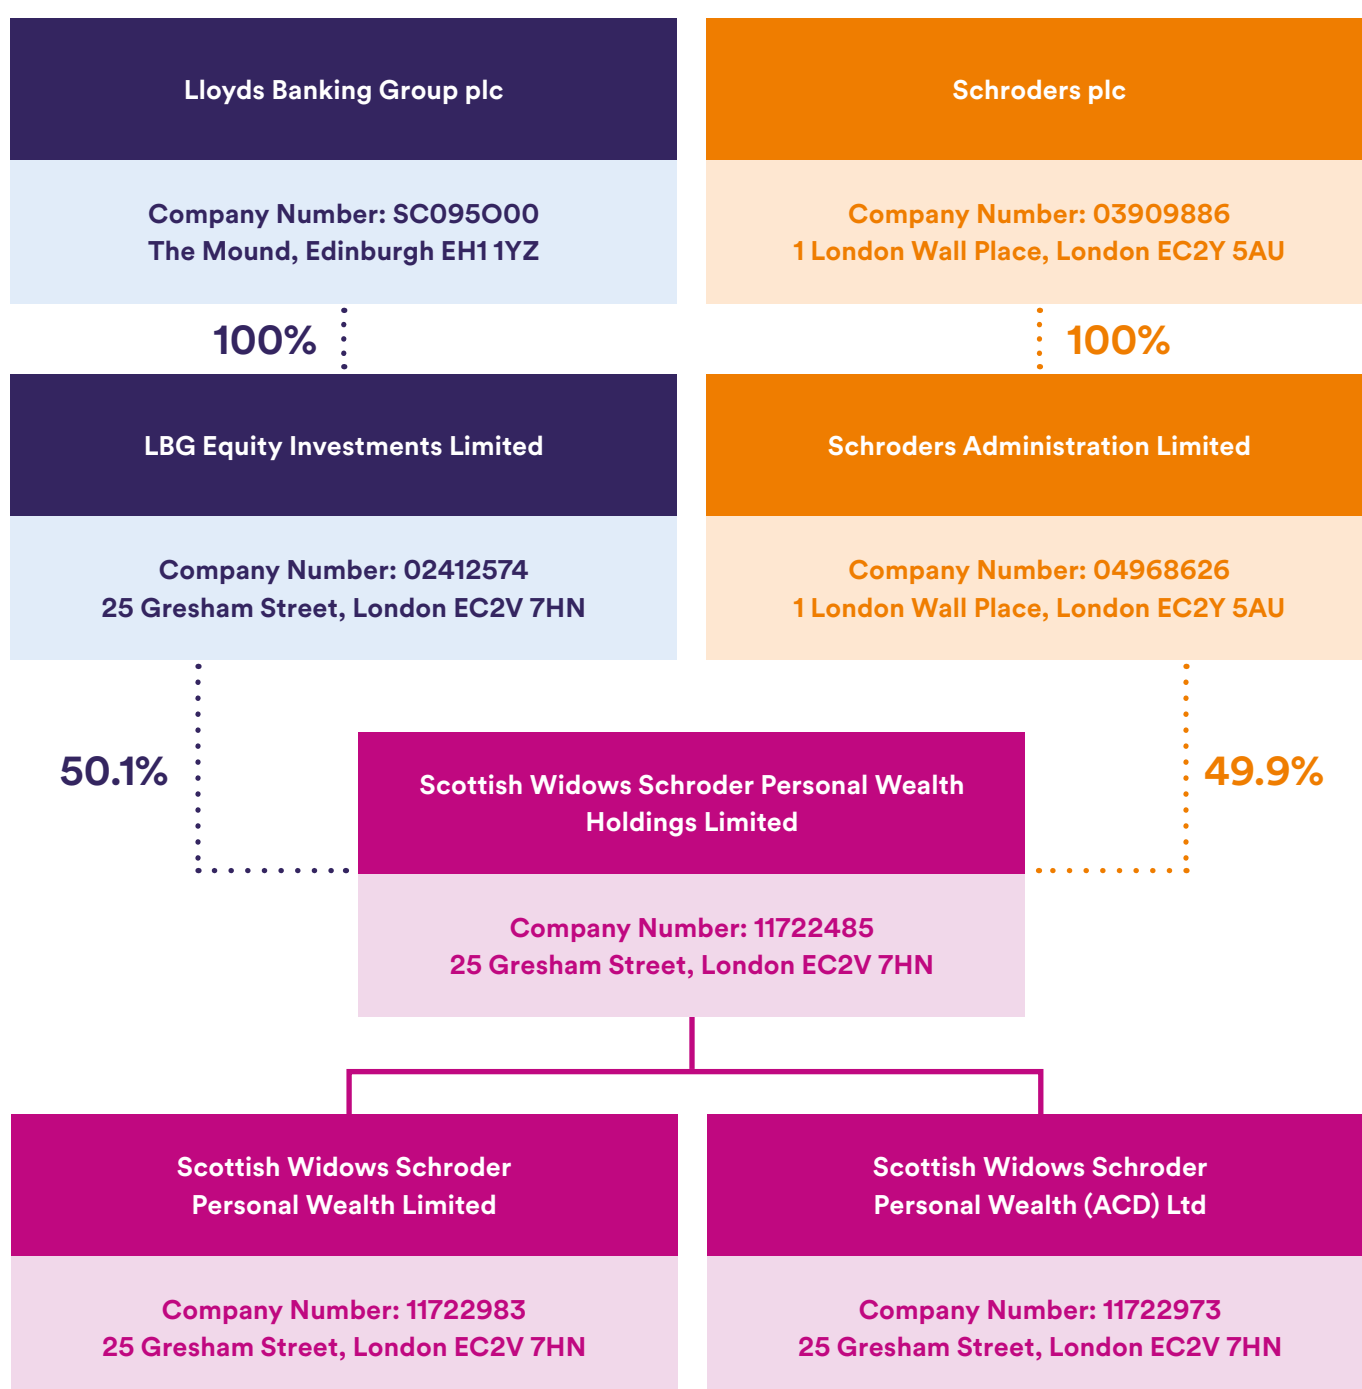 Lloyds Banking Group plc
Company Number: SC095O00
The Mound, Edinburgh EH1 1YZ
Schroders plc
Company Number: 03909886
1 London Wall Place, London EC2Y 5AU
100%
100%
LBG Equity Investments Limited
Company Number: 02412574
25 Gresham Street, London EC2V 7HN
Schroders Administration Limited
Company Number: 04968626
1 London Wall Place, London EC2Y 5AU
50.1%
49.9%
Scottish Widows Schroder Personal Wealth
Holdings Limited
Company Number: 11722485
25 Gresham Street, London EC2V 7HN
Scottish Widows Schroder
Personal Wealth Limited
Company Number: 11722983
25 Gresham Street, London EC2V 7HN
Scottish Widows Schroder
Personal Wealth (ACD) Ltd
Company Number: 11722973
25 Gresham Street, London EC2V 7HN